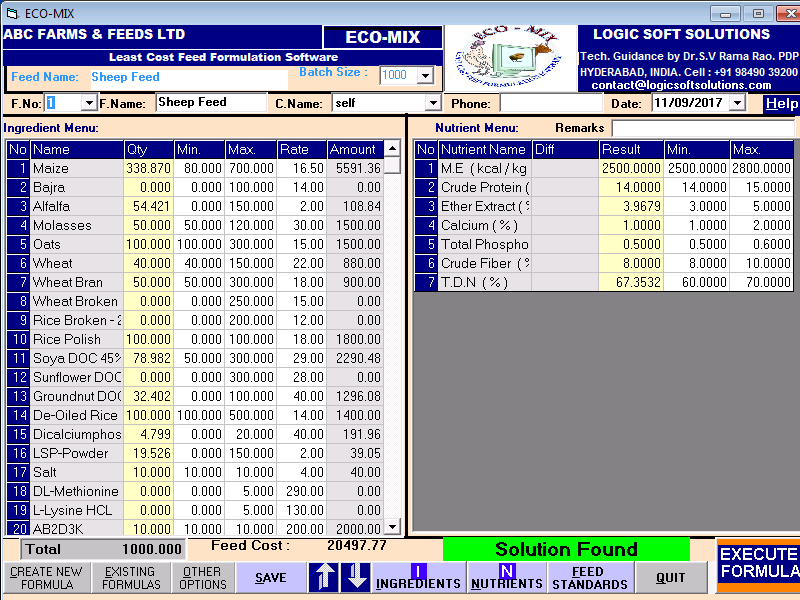 ECO-MIX
ABC FARMS & FEEDS LTD
ECO-MIX
Least Cost Feed Formulation Software
ECO - MIX
LOGIC SOFT SOLUTIONS
Tech. Guidance by Dr.S.V Rama Rao. PDP
HYDERABAD, INDIA. Cell : +91 98490 39200
contact@logicsoftsolutions.com
Feed Name: Sheep Feed Batch Size : 1000
F.No: 1 F.Name: Sheep Feed C.Name: self Phone: Date: 11/09/2017 Help
Ingredient Menu:
No Name Qty Min. Max. Rate Amount
1 Maize 338.870 80.000 700.000 16.50 5591.36
2 Bajra 0.000 0.000 100.000 14.00 0.00
3 Alfalfa 54.421 0.000 150.000 2.00 108.84
4 Molasses 50.000 50.000 120.000 30.00 1500.00
5 Oats 100.000 100.000 300.000 15.00 1500.00
6 Wheat 40.000 40.000 150.000 22.00 880.00
7 Wheat Bran 50.000 50.000 300.000 18.00 900.00
8 Wheat Broken 0.000 0.000 250.000 15.00 0.00
9 Rice Broken - 2 0.000 0.000 200.000 12.00 0.00
10 Rice Polish 100.000 0.000 100.000 18.00 1800.00
11 Soya DOC 45% 78.982 50.000 300.000 29.00 2290.48
12 Sunflower DOC 0.000 0.000 300.000 28.00 0.00
13 Groundnut DOC 32.402 0.000 100.000 40.00 1296.08
14 De-Oiled Rice 100.000 100.000 500.000 14.00 1400.00
15 Dicalciumphos 4.799 0.000 20.000 40.00 191.96
16 LSP-Powder 19.526 0.000 150.000 2.00 39.05
17 Salt 10.000 10.000 10.000 4.00 40.00
18 DL-Methionine 0.000 0.000 5.000 290.00 0.00
19 L-Lysine HCL 0.000 0.000 5.000 130.00 0.00
20 AB2D3K 10.000 10.000 10.000 200.00 2000.00
Total 1000.000 Feed Cost : 20497.77
Nutrient Menu: Remarks
No Nutrient Name Diff Result Min. Max.
1 M.E ( kcal / kg 2500.0000 2500.0000 2800.0000
2 Crude Protein ( 14.0000 14.0000 15.0000
3 Ether Extract ( % 3.9679 3.0000 5.0000
4 Calcium ( % ) 1.0000 1.0000 2.0000
5 Total Phospho 0.5000 0.5000 0.6000
6 Crude Fiber ( % 8.0000 8.0000 10.0000
7 T.D.N ( % ) 67.3532 60.0000 70.0000
Solution Found
CREATE NEW FORMULA
EXISTING FORMULAS
OTHER OPTIONS
SAVE
I INGREDIENTS
N NUTRIENTS
FEED STANDARDS
QUIT
EXECUTE
FORMULA